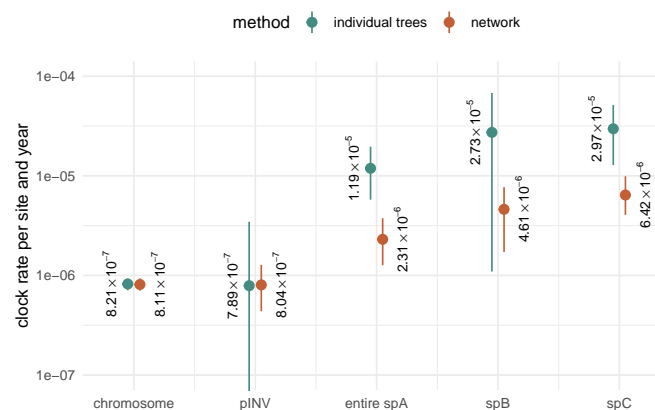 method individual trees network
clock rate per site and year
1e−04
1e−05
1e−06
1e−07
8.21×10⁻⁷
8.11×10⁻⁷
7.89×10⁻⁷
8.04×10⁻⁷
1.19×10⁻⁵
2.31×10⁻⁶
2.73×10⁻⁵
4.61×10⁻⁶
2.97×10⁻⁵
6.42×10⁻⁶
chromosome pINV entire spA spB spC